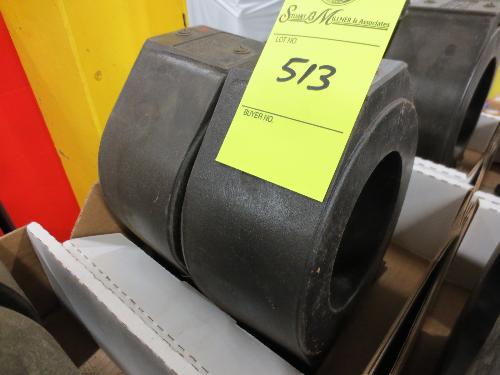 Stuart B Millner & Associates
LOT NO.
513
BUYER NO.